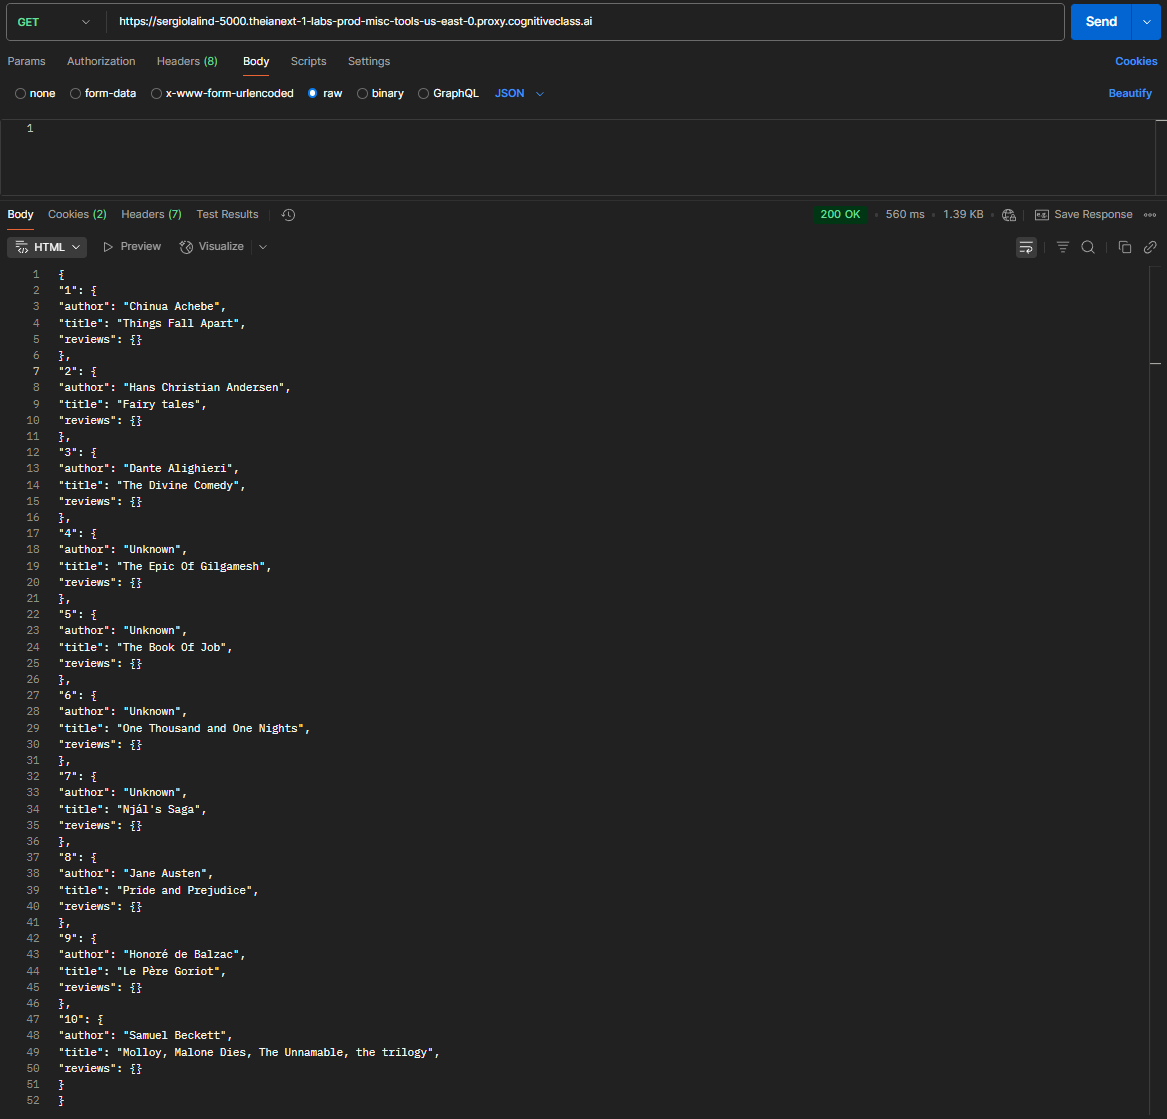 GET https://sergiolalind-5000.theianext-1-labs-prod-misc-tools-us-east-0.proxy.cognitiveclass.ai Send
Params Authorization Headers (8) Body Scripts Settings Cookies
none form-data x-www-form-urlencoded raw binary GraphQL JSON Beautify
1
Body Cookies (2) Headers (7) Test Results 200 OK 560 ms 1.39 KB Save Response
HTML Preview Visualize
1 {
2 "1": {
3 "author": "Chinua Achebe",
4 "title": "Things Fall Apart",
5 "reviews": {}
6 },
7 "2": {
8 "author": "Hans Christian Andersen",
9 "title": "Fairy tales",
10 "reviews": {}
11 },
12 "3": {
13 "author": "Dante Alighieri",
14 "title": "The Divine Comedy",
15 "reviews": {}
16 },
17 "4": {
18 "author": "Unknown",
19 "title": "The Epic Of Gilgamesh",
20 "reviews": {}
21 },
22 "5": {
23 "author": "Unknown",
24 "title": "The Book Of Job",
25 "reviews": {}
26 },
27 "6": {
28 "author": "Unknown",
29 "title": "One Thousand and One Nights",
30 "reviews": {}
31 },
32 "7": {
33 "author": "Unknown",
34 "title": "Njál's Saga",
35 "reviews": {}
36 },
37 "8": {
38 "author": "Jane Austen",
39 "title": "Pride and Prejudice",
40 "reviews": {}
41 },
42 "9": {
43 "author": "Honoré de Balzac",
44 "title": "Le Père Goriot",
45 "reviews": {}
46 },
47 "10": {
48 "author": "Samuel Beckett",
49 "title": "Molloy, Malone Dies, The Unnamable, the trilogy",
50 "reviews": {}
51 }
52 }